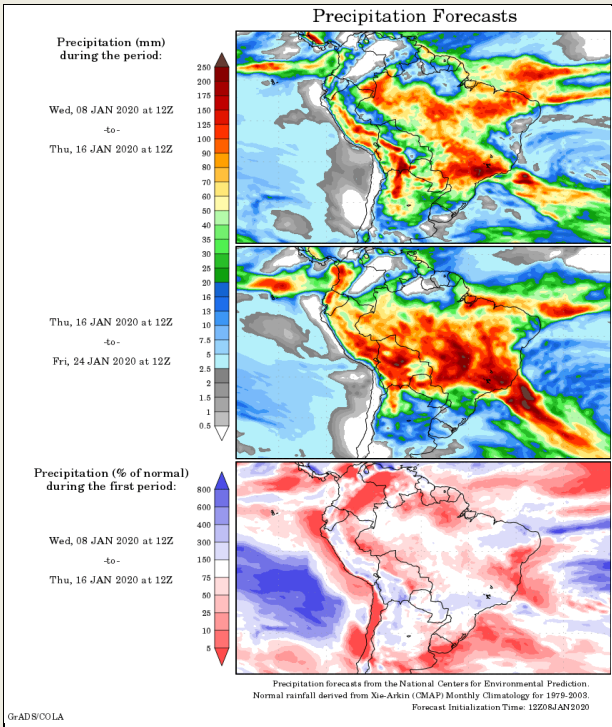 Precipitation Forecasts
Precipitation (mm)
during the period:
Wed, 08 JAN 2020 at 12Z
-to-
Thu, 16 JAN 2020 at 12Z
250
200
175
150
125
100
90
80
70
60
50
40
35
30
25
20
16
13
10
7.5
5
2.5
2
1.5
1
0.5
Thu, 16 JAN 2020 at 12Z
-to-
Fri, 24 JAN 2020 at 12Z
Precipitation (% of normal)
during the first period:
Wed, 08 JAN 2020 at 12Z
-to-
Thu, 16 JAN 2020 at 12Z
800
600
400
300
150
75
50
25
10
5
Precipitation forecasts from the National Centers for Environmental Prediction.
Normal rainfall derived from Xie-Arkin (CMAP) Monthly Climatology for 1979-2003.
Forecast Initialization Time: 12Z08JAN2020
GrADS/COLA